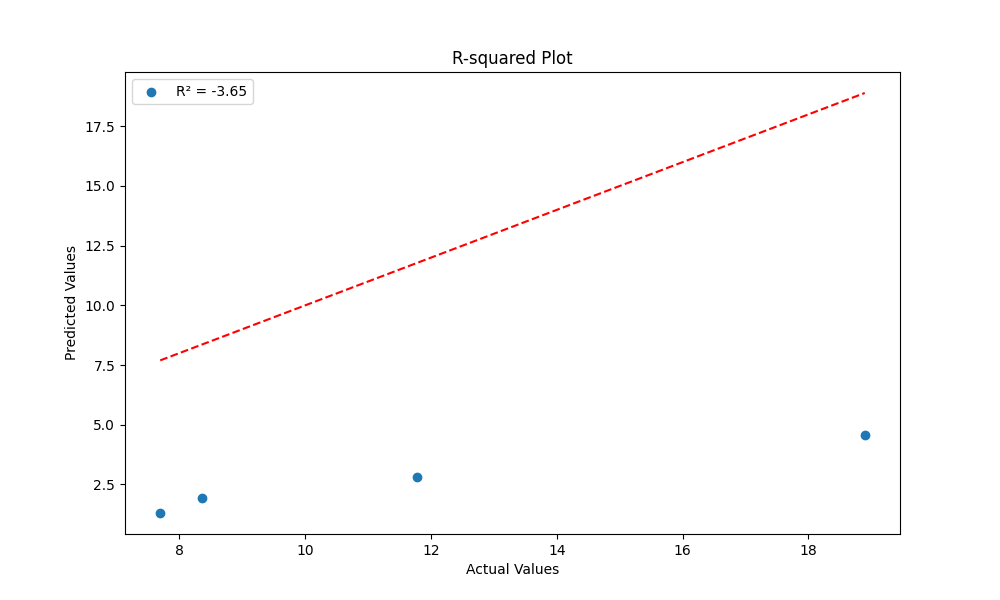 R-squared Plot
R² = -3.65
17.5
15.0
12.5
10.0
7.5
5.0
2.5
Predicted Values
8 10 12 14 16 18
Actual Values